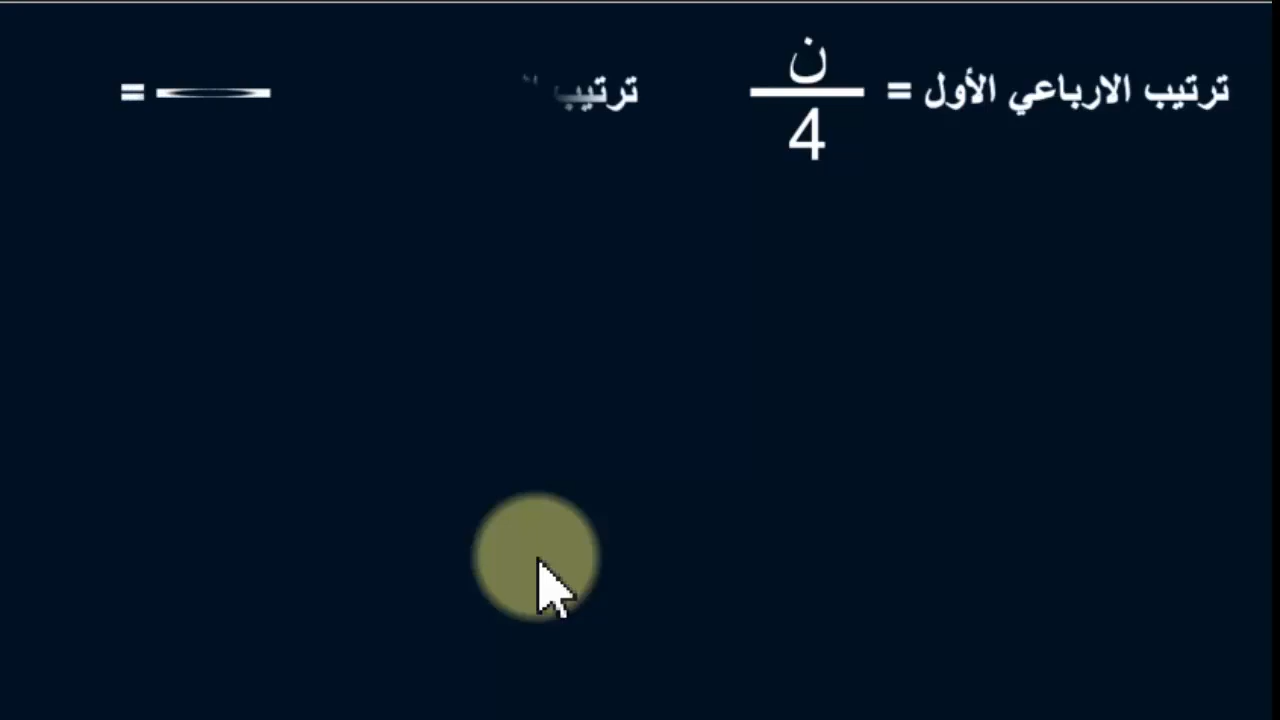 ترتيب الارباعي الأول = ن / 4
ترتيب =